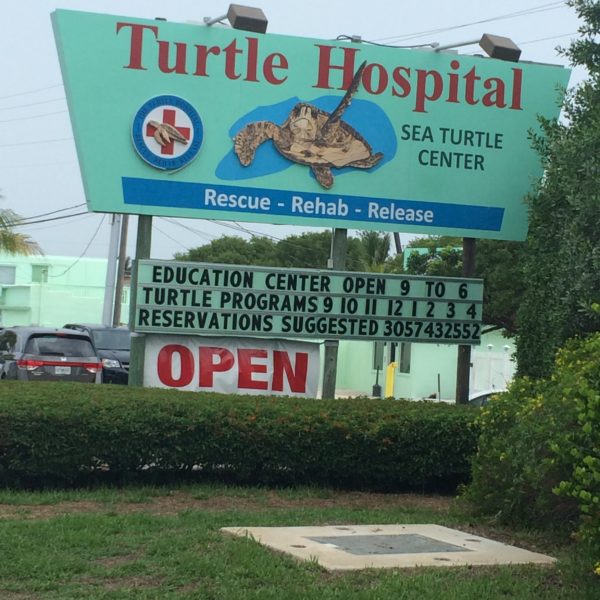 Turtle Hospital
SEA TURTLE
CENTER
Rescue - Rehab - Release
EDUCATION CENTER OPEN 9 TO 6
TURTLE PROGRAMS 9 10 11 12 1 2 3 4
RESERVATIONS SUGGESTED 3057432552
OPEN